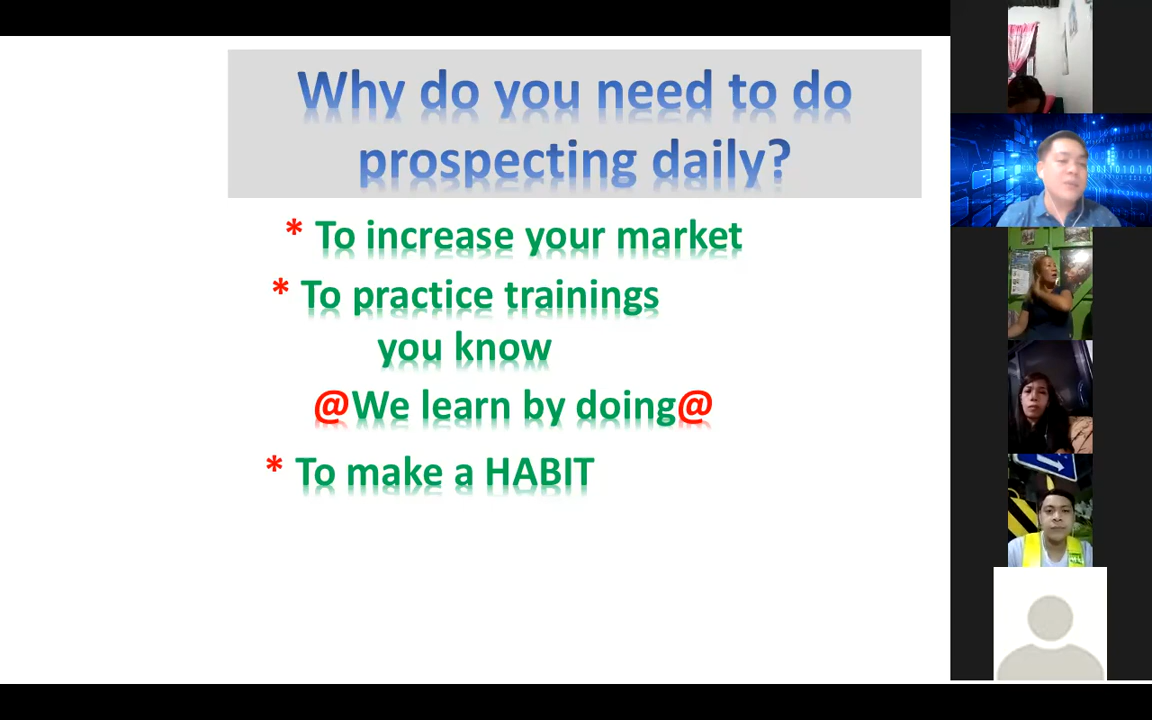 Why do you need to do
prospecting daily?
* To increase your market
* To practice trainings
you know
@We learn by doing@
* To make a HABIT